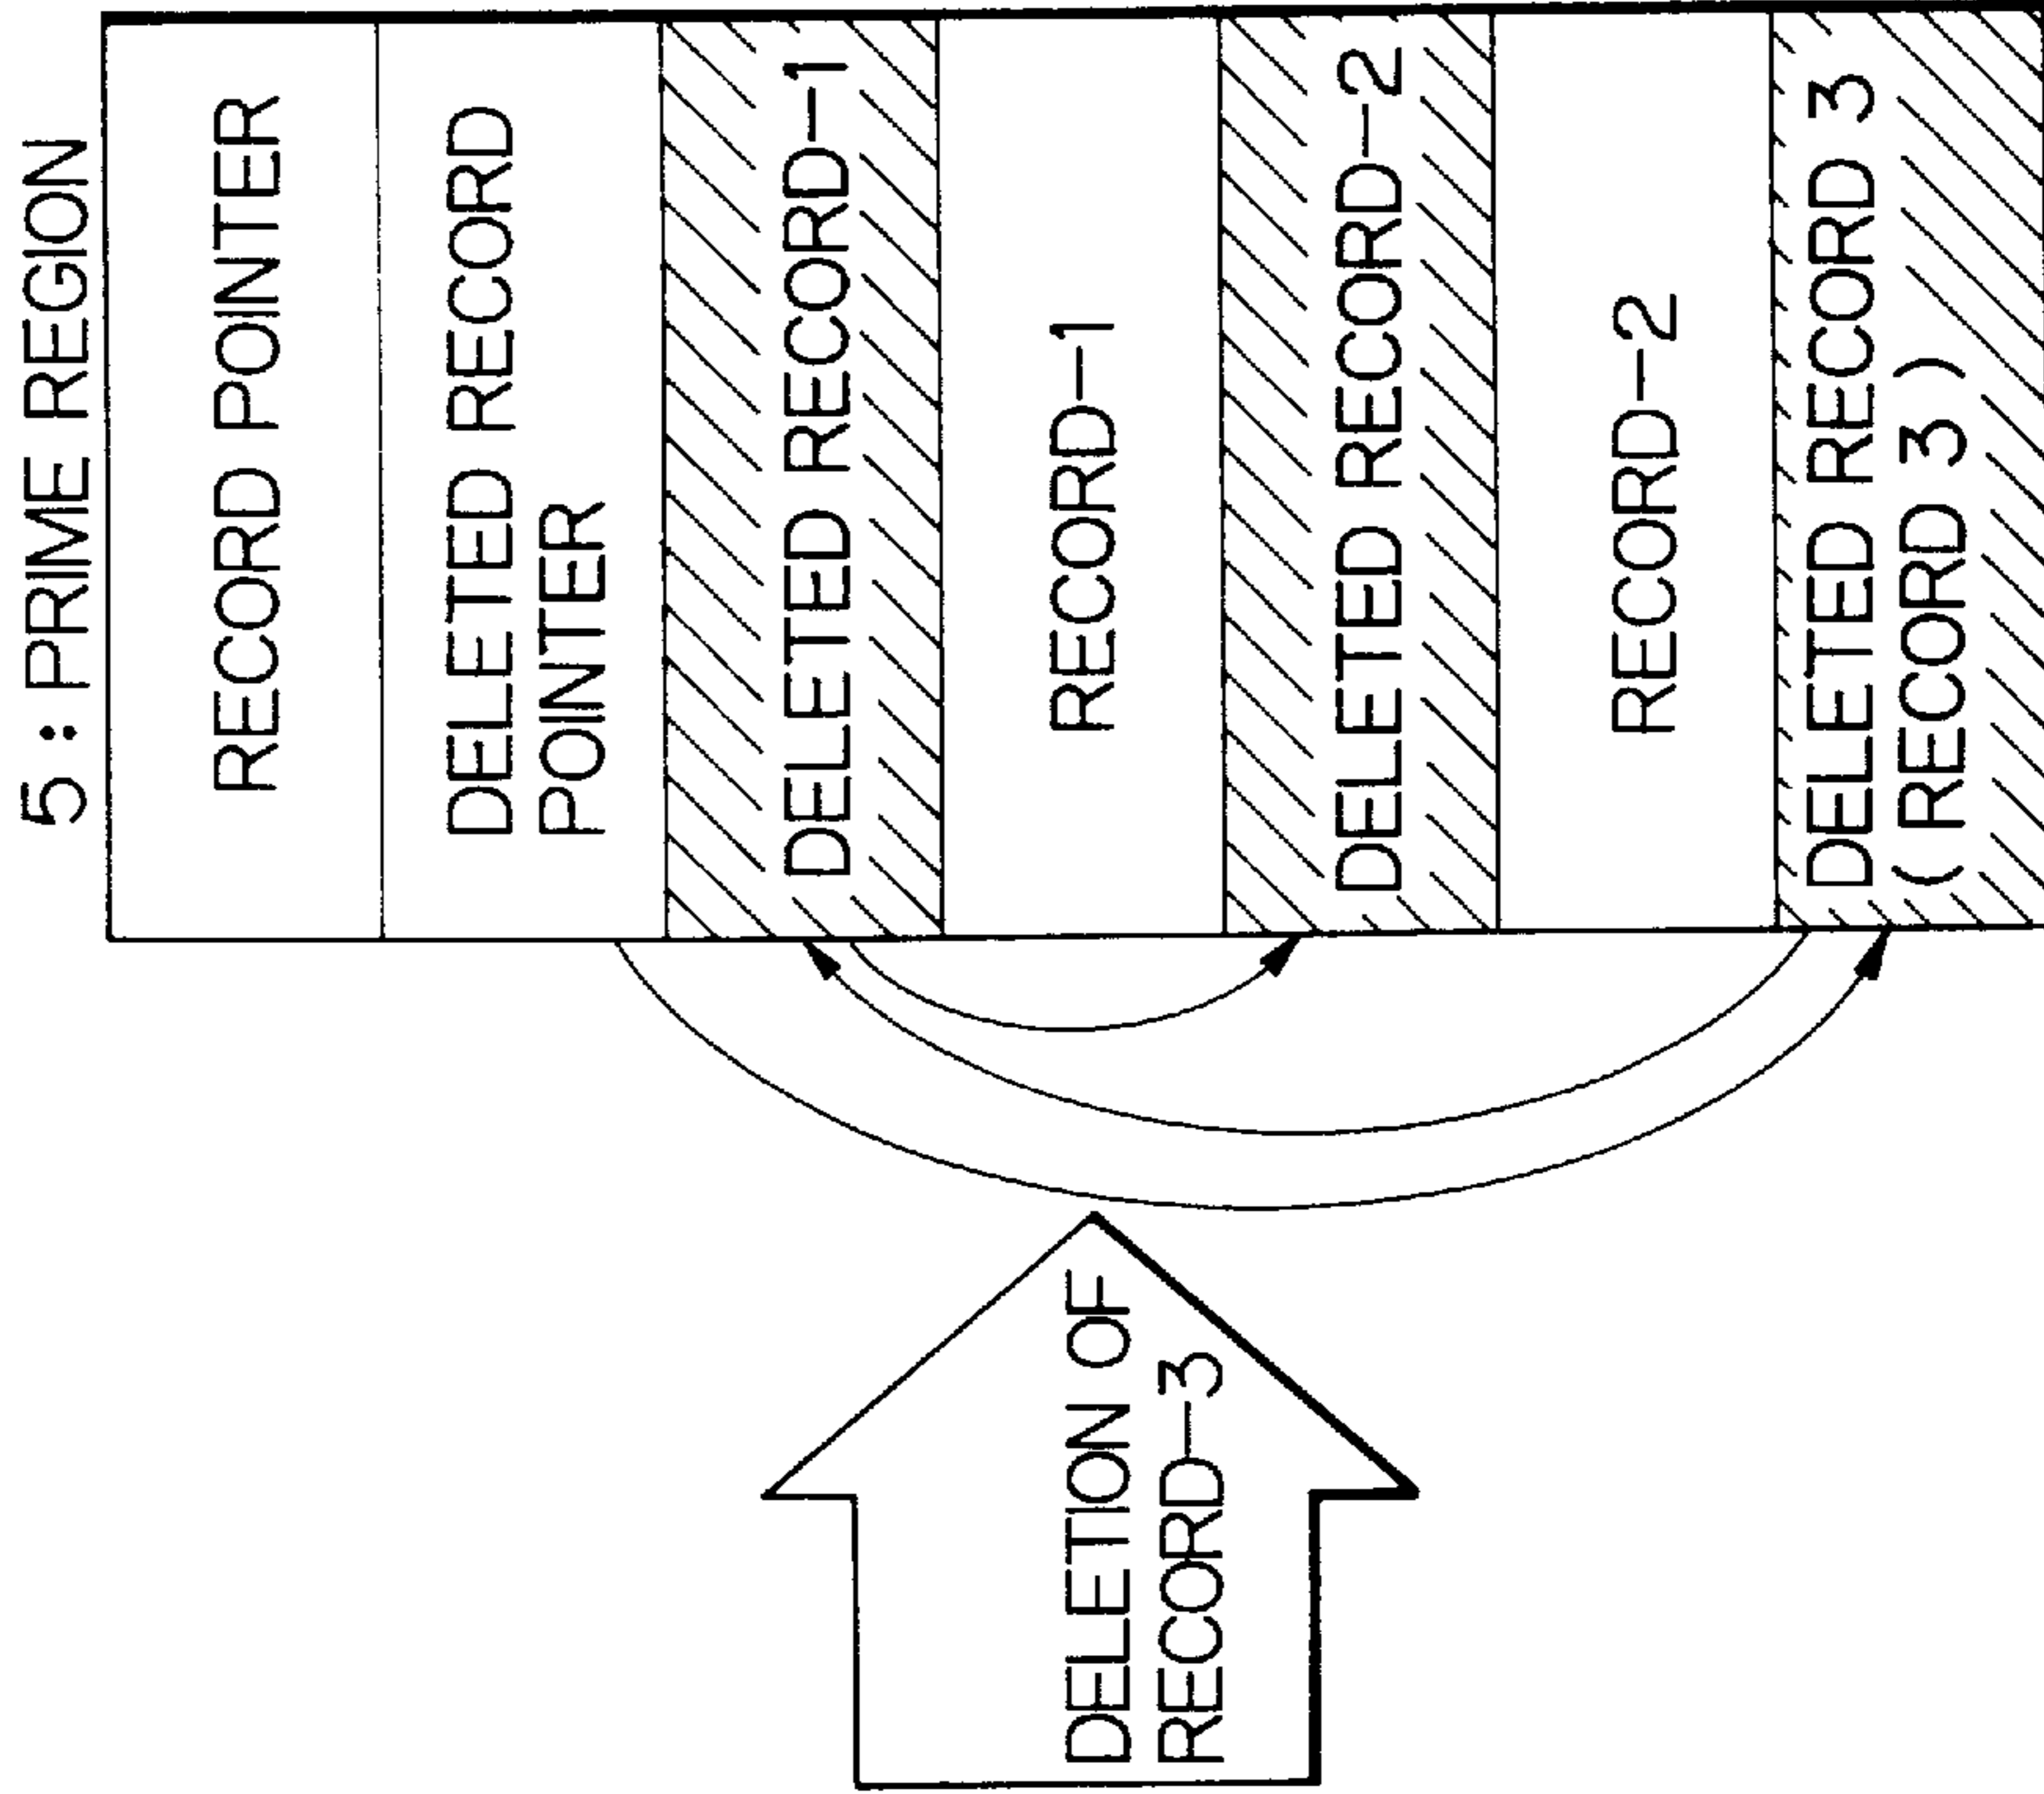 5: PRIME REGION
RECORD POINTER
DELETED RECORD
POINTER
DELETED RECORD-1
RECORD-1
DELETED RECORD-2
RECORD-2
DELETED RECORD 3
(RECORD 3)
DELETION OF
RECORD-3